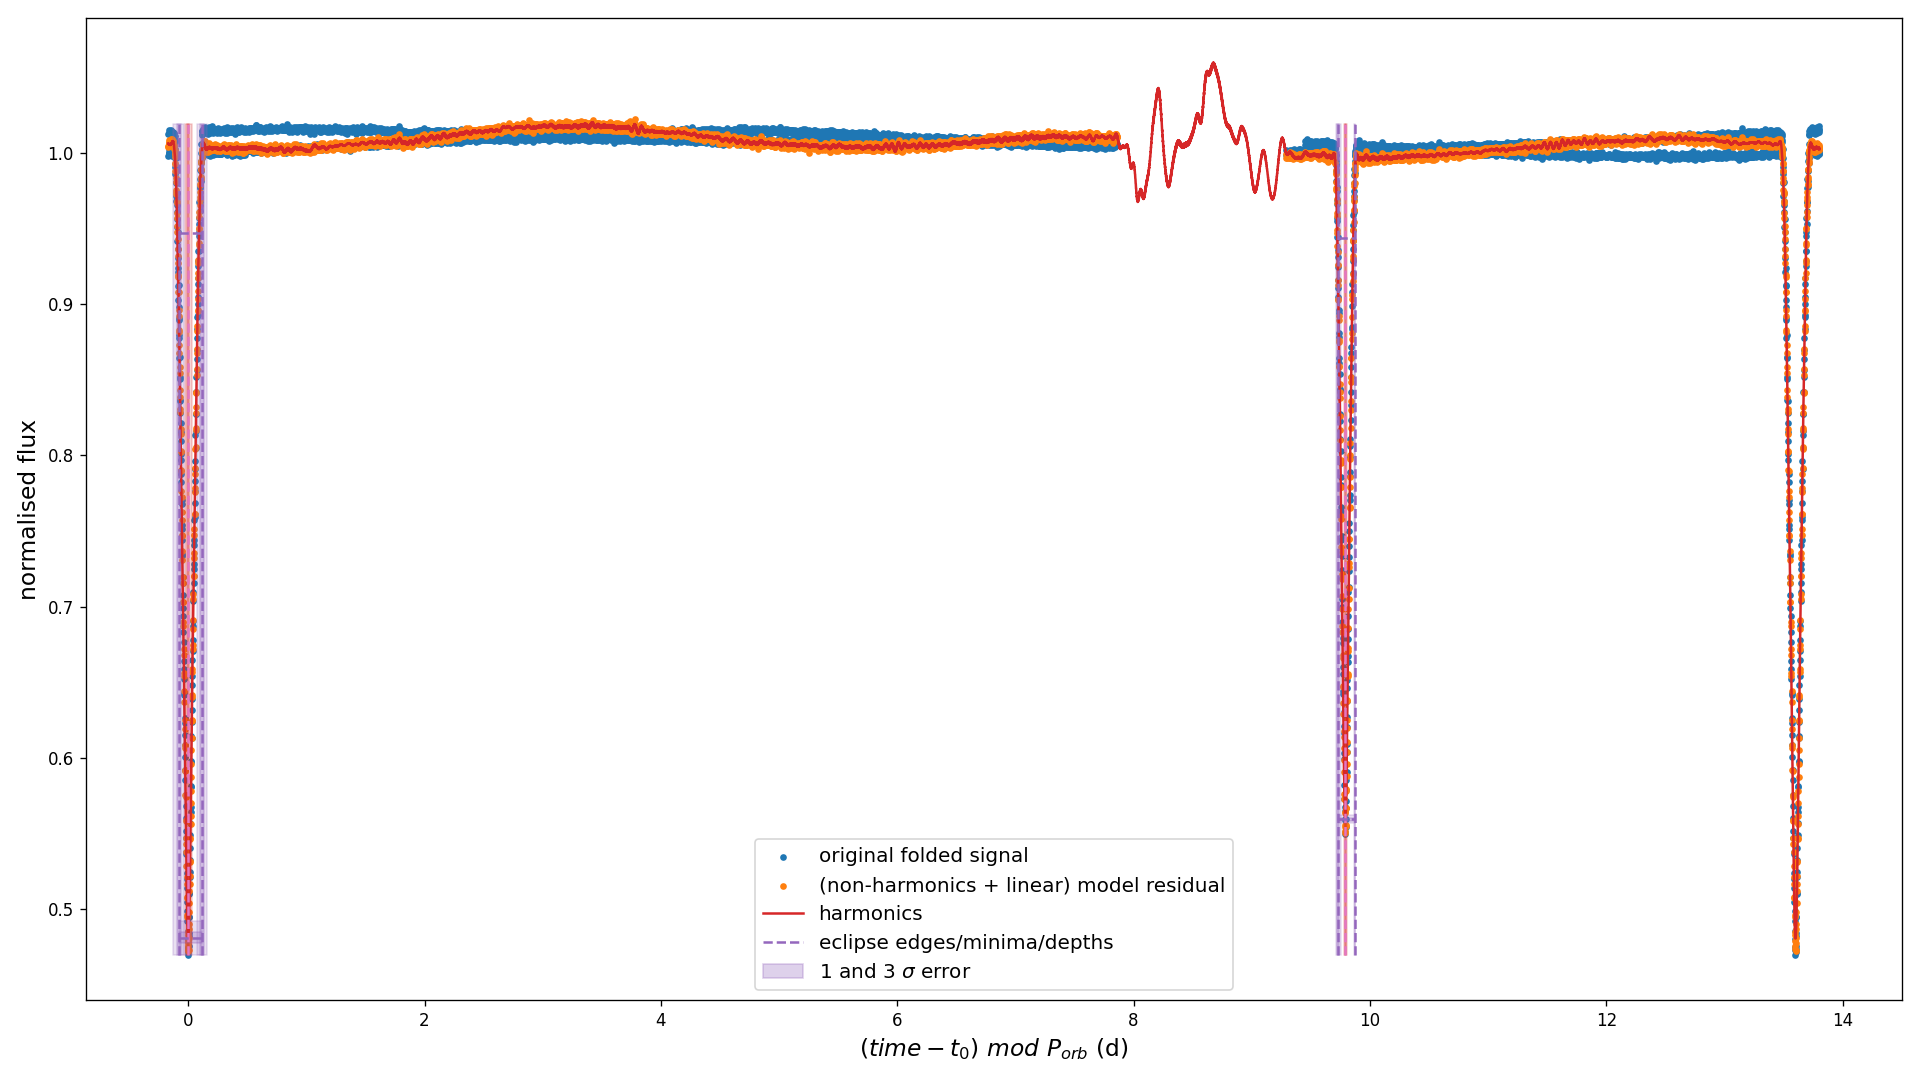 normalised flux
1.0
0.9
0.8
0.7
0.6
0.5
original folded signal
(non-harmonics + linear) model residual
harmonics
eclipse edges/minima/depths
1 and 3 σ error
0 2 4 6 8 10 12 14
(time − t₀) mod Pₒᵣb (d)